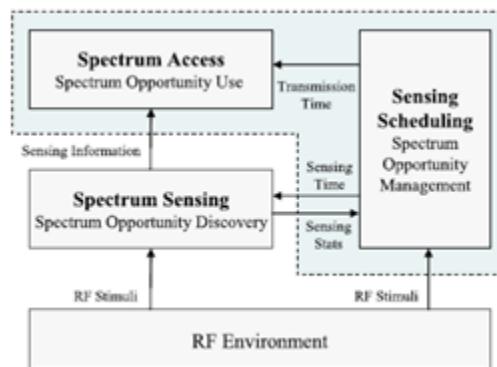 Spectrum Access
Spectrum Opportunity Use
Transmission
Time
Sensing
Scheduling
Spectrum
Opportunity
Management
Sensing Information
Sensing
Time
Spectrum Sensing
Spectrum Opportunity Discovery
Sensing
Stats
RF Stimuli
RF Stimuli
RF Environment